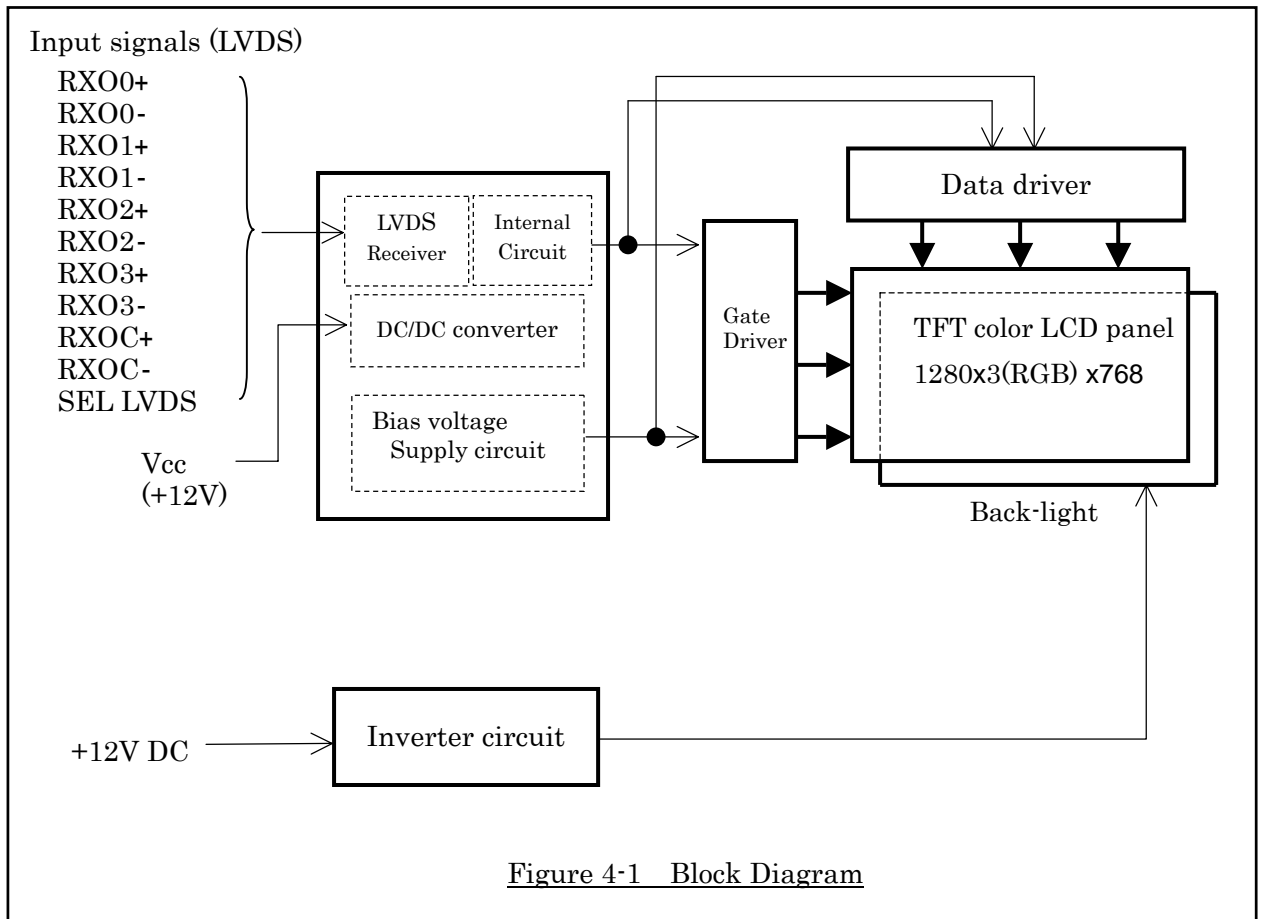 Input signals (LVDS)
RXO0+
RXO0-
RXO1+
RXO1-
RXO2+
RXO2-
RXO3+
RXO3-
RXOC+
RXOC-
SEL LVDS
Vcc
(+12V)
LVDS
Receiver
Internal
Circuit
DC/DC converter
Bias voltage
Supply circuit
Gate
Driver
Data driver
TFT color LCD panel
1280x3(RGB) x768
Back-light
+12V DC
Inverter circuit
Figure 4-1 Block Diagram